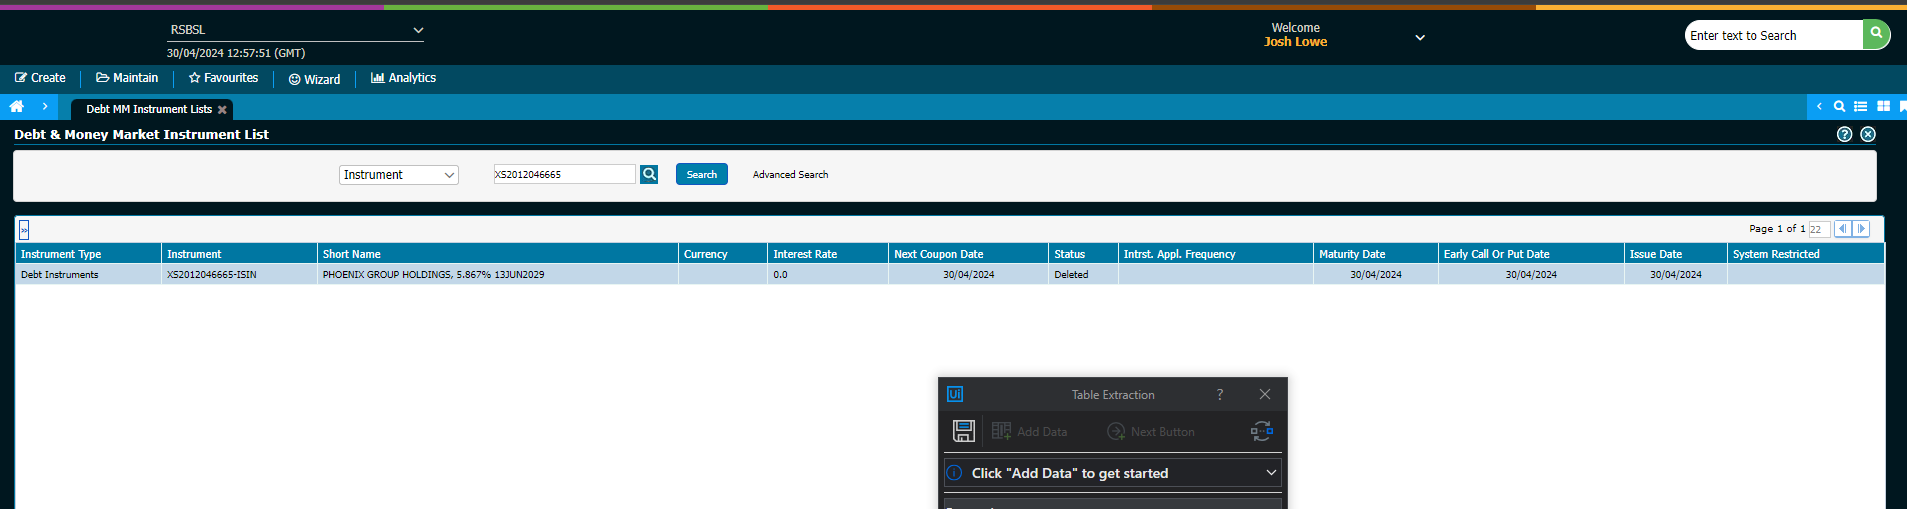 RSBSL
30/04/2024 12:57:51 (GMT)
Welcome
Josh Lowe
Enter text to Search
Create Maintain Favourites Wizard Analytics
Debt MM Instrument Lists
Debt & Money Market Instrument List
Instrument XS2012046665 Search Advanced Search
» Page 1 of 1 22
Instrument Type Instrument Short Name Currency Interest Rate Next Coupon Date Status Intrst. Appl. Frequency Maturity Date Early Call Or Put Date Issue Date System Restricted
Debt Instruments XS2012046665-ISIN PHOENIX GROUP HOLDINGS, 5.867% 13JUN2029 0.0 30/04/2024 Deleted 30/04/2024 30/04/2024 30/04/2024
Ui Table Extraction ?
Add Data Next Button
Click "Add Data" to get started